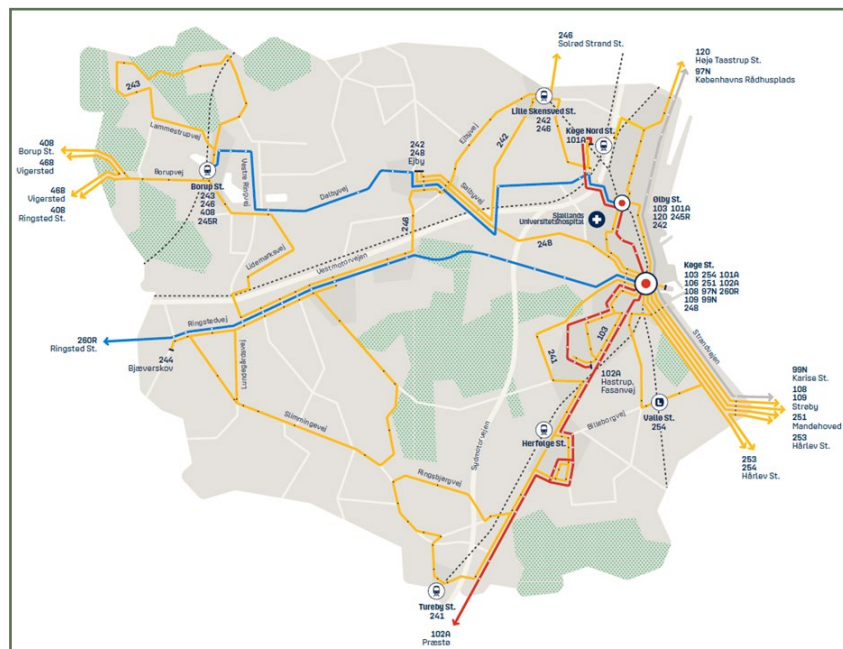 246
Solrød Strand St.
120
Høje Taastrup St.
97N
Københavns Rådhusplads
243
Lammestrupvej
408
Borup St.
468
Vigersted
Borupvej
468
Vigersted
408
Ringsted St.
Borup St.
243
246
408
245R
Vestre Ringvej
Dalbyvej
242
248
Ejby
Ejbyvej
242
Lille Skensved St.
242
246
Køge Nord St.
101A
Ølby St.
103 101A
120 245R
242
Sjællands
Universitetshospital
Salbyvej
248
246
Lidemarksvej
Vestmotorvejen
Køge St.
103 254 101A
106 251 102A
108 97N 260R
109 99N
248
Ringstedvej
260R
Ringsted St.
244
Bjæverskov
Lundegårdsvej
Slimmingevej
241
103
102A
Hastrup,
Fasanvej
Strandvejen
99N
Karise St.
108
109
Strøby
251
Mandehoved
253
Hårlev St.
253
254
Hårlev St.
Vallø St.
254
Billesborgvej
Herfølge St.
Sydmotorvejen
Ringsbjergvej
Tureby St.
241
102A
Præstø